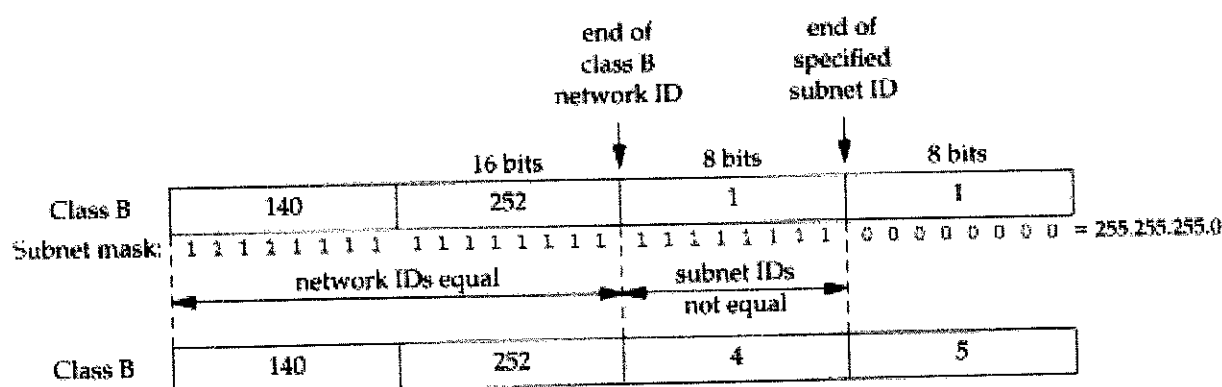 end of
class B
network ID
end of
specified
subnet ID
16 bits
8 bits
8 bits
Class B 140 252 1 1
Subnet mask: 1 1 1 1 1 1 1 1 1 1 1 1 1 1 1 1 1 1 1 1 1 1 1 1 0 0 0 0 0 0 0 0 = 255.255.255.0
network IDs equal
subnet IDs
not equal
Class B 140 252 4 5